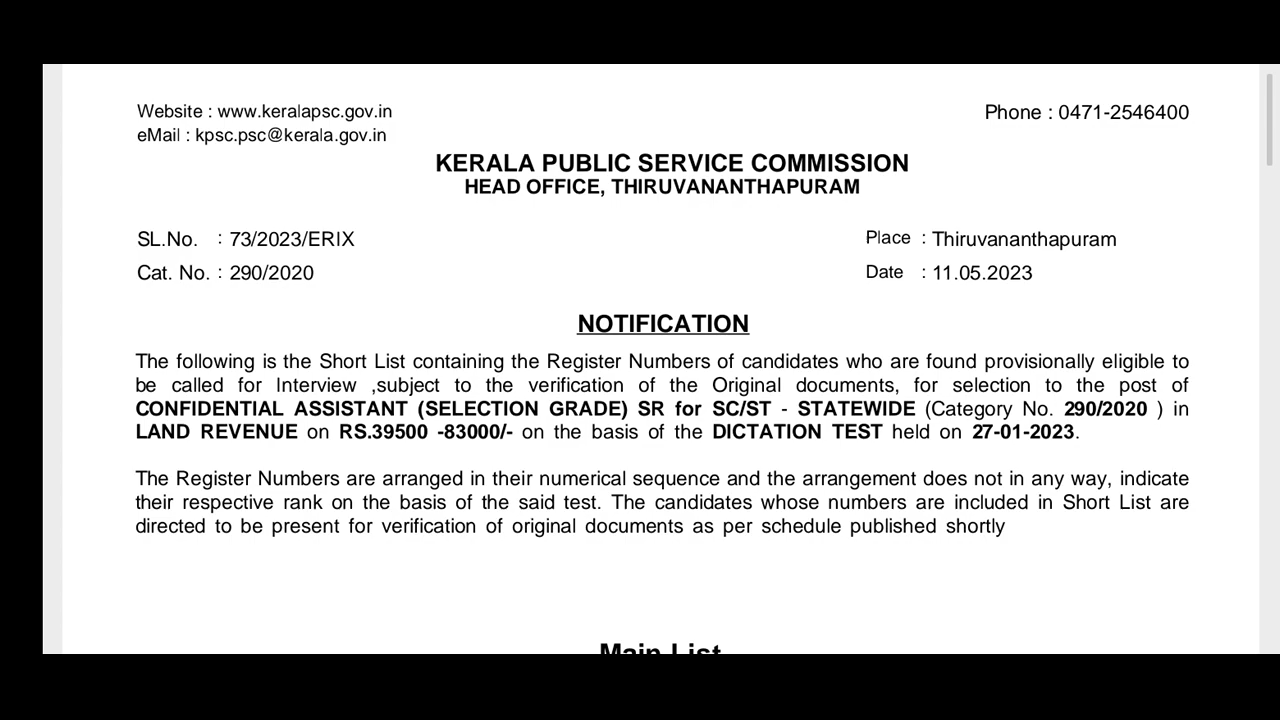 Website : www.keralapsc.gov.in
Phone : 0471-2546400
eMail : kpsc.psc@kerala.gov.in
KERALA PUBLIC SERVICE COMMISSION
HEAD OFFICE, THIRUVANANTHAPURAM
SL.No. : 73/2023/ERIX
Place : Thiruvananthapuram
Cat. No. : 290/2020
Date : 11.05.2023
NOTIFICATION
The following is the Short List containing the Register Numbers of candidates who are found provisionally eligible to
be called for Interview ,subject to the verification of the Original documents, for selection to the post of
CONFIDENTIAL ASSISTANT (SELECTION GRADE) SR for SC/ST - STATEWIDE (Category No. 290/2020 ) in
LAND REVENUE on RS.39500 -83000/- on the basis of the DICTATION TEST held on 27-01-2023.
The Register Numbers are arranged in their numerical sequence and the arrangement does not in any way, indicate
their respective rank on the basis of the said test. The candidates whose numbers are included in Short List are
directed to be present for verification of original documents as per schedule published shortly
Main List